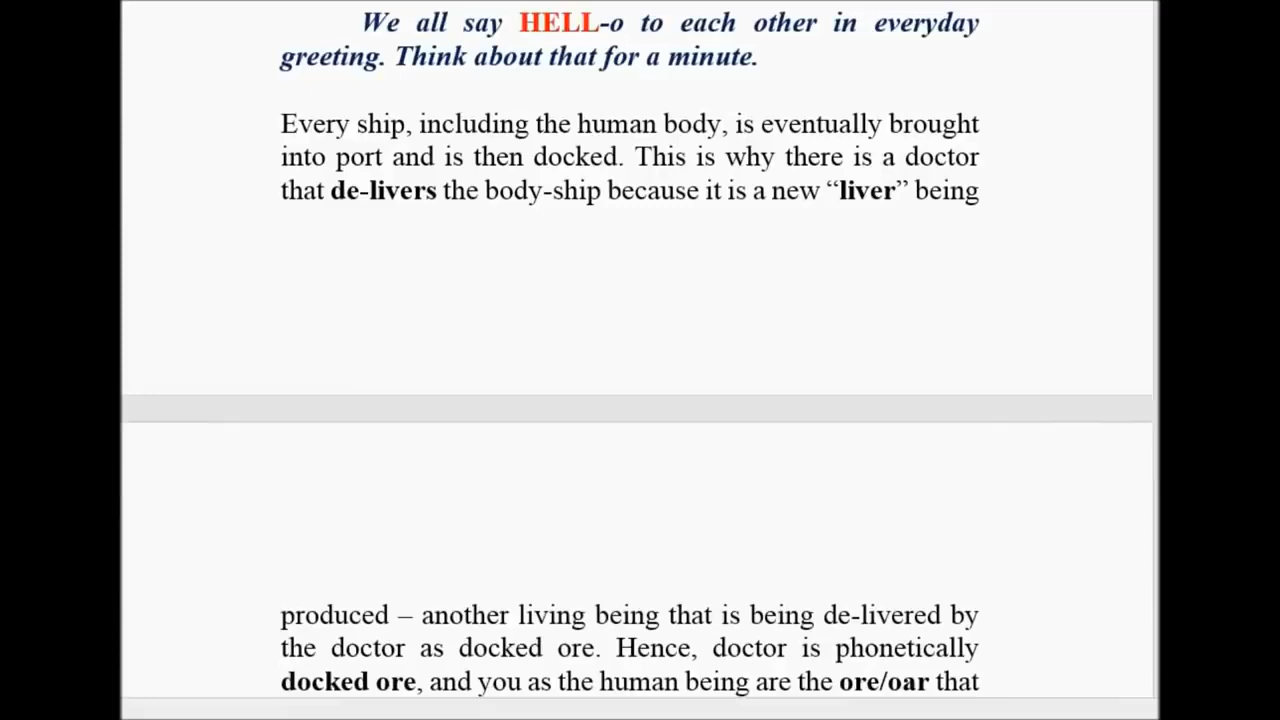 We all say HELL-o to each other in everyday
greeting. Think about that for a minute.
Every ship, including the human body, is eventually brought
into port and is then docked. This is why there is a doctor
that de-livers the body-ship because it is a new “liver” being
produced – another living being that is being de-livered by
the doctor as docked ore. Hence, doctor is phonetically
docked ore, and you as the human being are the ore/oar that